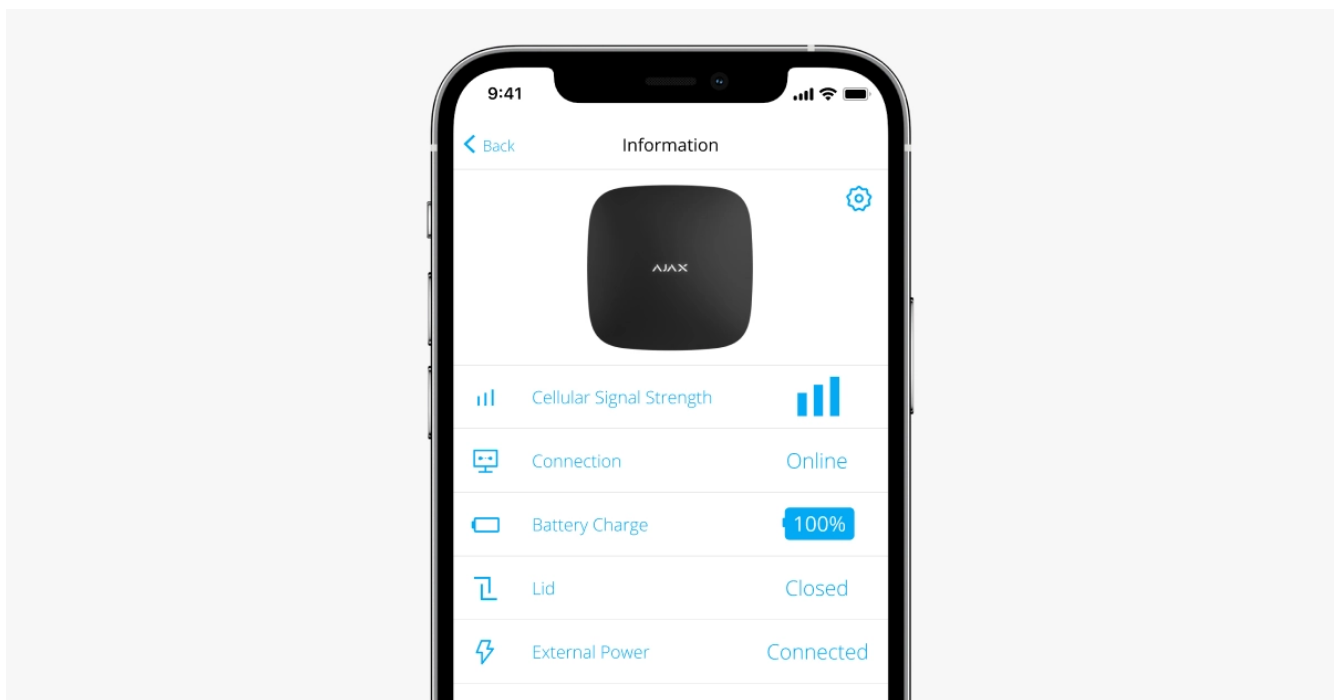 9:41
Back
Information
AJAX
Cellular Signal Strength
Connection Online
Battery Charge 100%
Lid Closed
External Power Connected